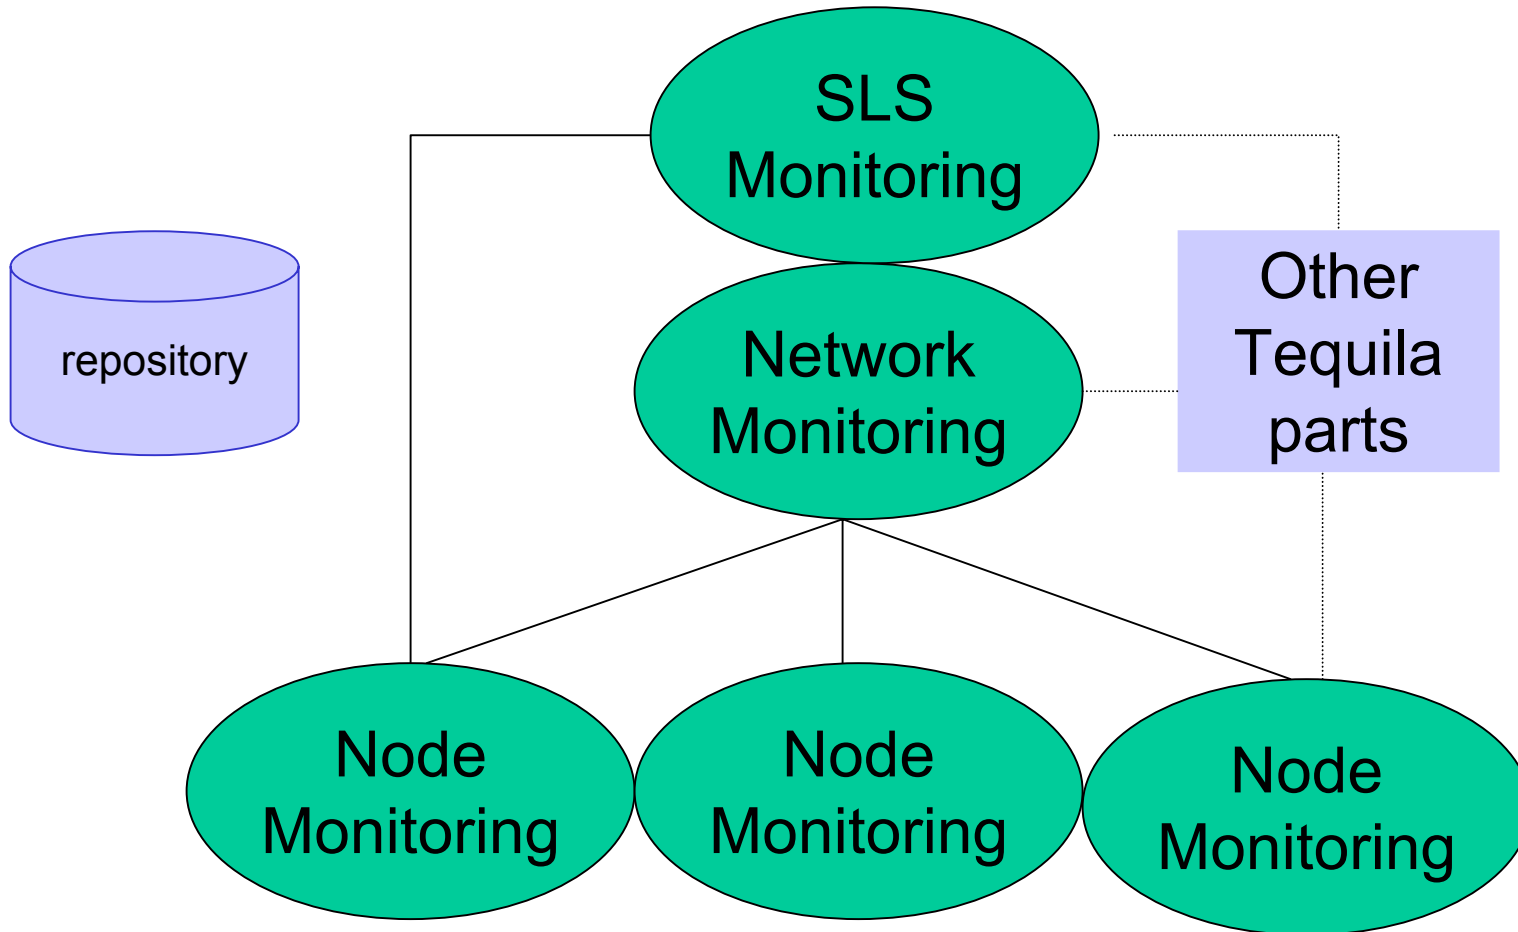 SLS
Monitoring
repository
Network
Monitoring
Other
Tequila
parts
Node
Monitoring
Node
Monitoring
Node
Monitoring